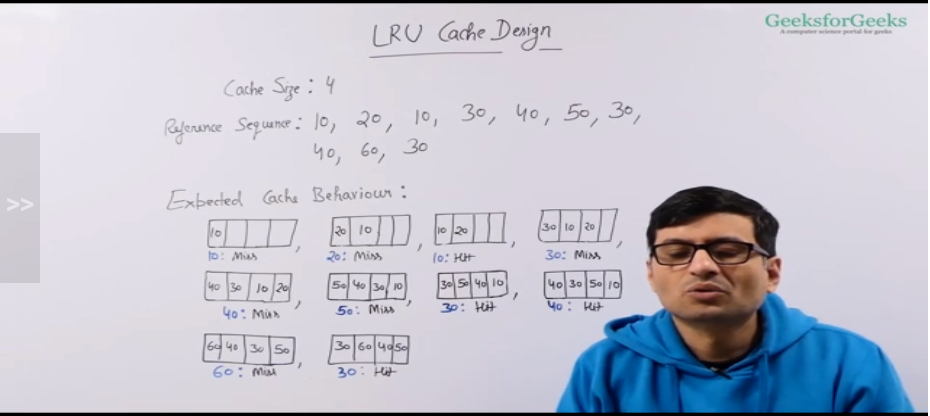 GeeksforGeeks
A computer science portal for geeks
LRU Cache Design
Cache Size : 4
Reference Sequence : 10, 20, 10, 30, 40, 50, 30,
40, 60, 30
Expected Cache Behaviour :
10 , 20 10 , 10 20 , 30 10 20 ,
10: Miss 20: Miss 10: Hit 30: Miss
40 30 10 20 , 50 40 30 10 , 30 50 40 10 , 40 30 50 10
40: Miss 50: Miss 30: Hit 40: Hit
60 40 30 50 , 30 60 40 50
60: Miss 30: Hit
>>